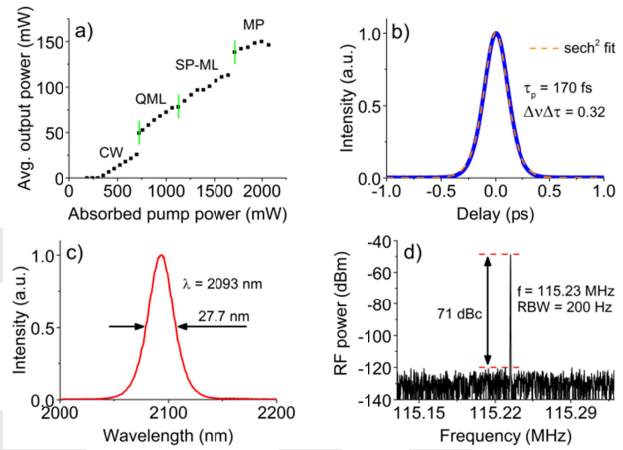 a)
MP
SP-ML
QML
CW
150
100
50
0
0 500 1000 1500 2000
Avg. output power (mW)
Absorbed pump power (mW)
b)
sech² fit
τp = 170 fs
ΔνΔτ = 0.32
1.0
0.5
0.0
-1.0 -0.5 0.0 0.5 1.0
Intensity (a.u.)
Delay (ps)
c)
λ = 2093 nm
27.7 nm
1.0
0.5
0.0
2000 2100 2200
Intensity (a.u.)
Wavelength (nm)
d)
f = 115.23 MHz
RBW = 200 Hz
71 dBc
-40
-60
-80
-100
-120
-140
115.15 115.22 115.29
RF power (dBm)
Frequency (MHz)